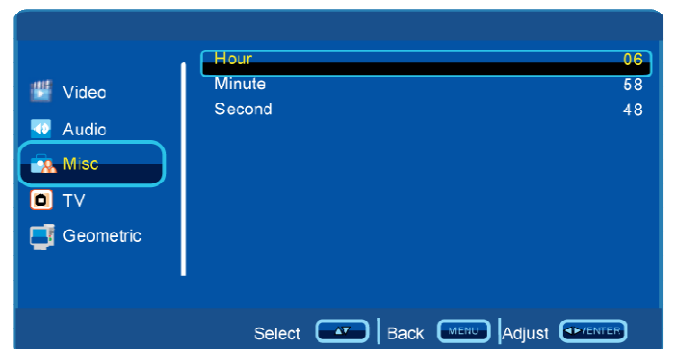 Hour 06
Minute 58
Second 48
Video
Audio
Misc
TV
Geometric
Select ▲▼ Back MENU Adjust ◄►/ENTER